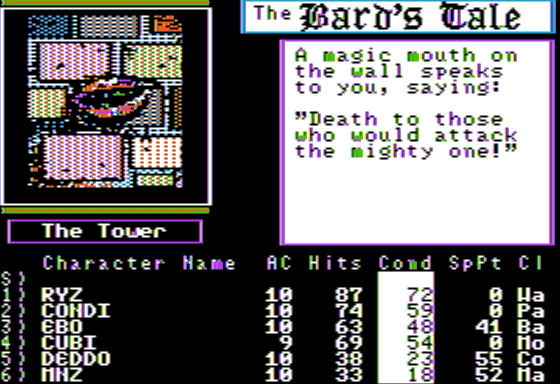 The Bard's Tale
A magic mouth on
the wall speaks
to you, saying:
"Death to those
who would attack
the mighty one!"
The Tower
Character Name AC Hits Cond SpPt Cl
S)
1) RYZ 10 87 72 0 Wa
2) CONDI 10 74 59 0 Pa
3) EBO 10 63 48 41 Ba
4) CUBI 9 69 54 0 Mo
5) DEDDO 10 38 23 55 Co
6) MNZ 10 33 18 52 Ma